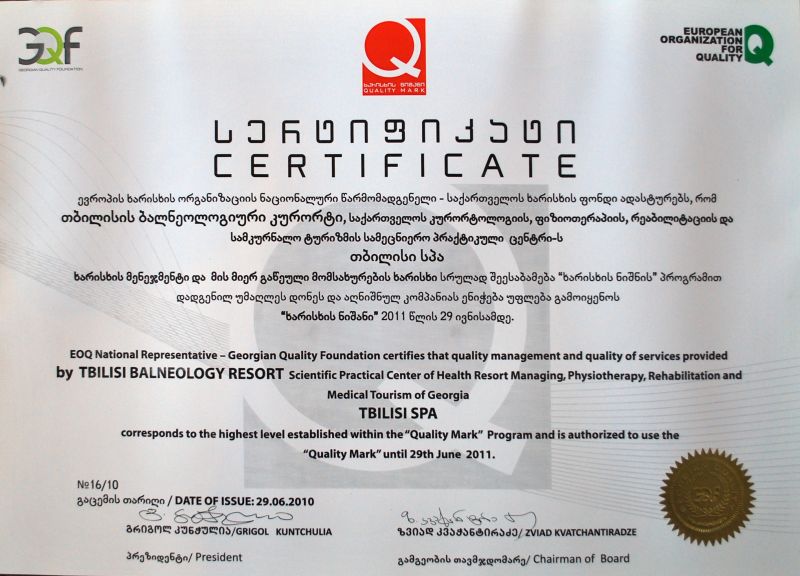 GQF
GEORGIAN QUALITY FOUNDATION
ხარისხის ნიშანი
QUALITY MARK
EUROPEAN
ORGANIZATION
FOR
QUALITY
სერტიფიკატი
CERTIFICATE
ევროპის ხარისხის ორგანიზაციის ნაციონალური წარმომადგენელი - საქართველოს ხარისხის ფონდი ადასტურებს, რომ
თბილისის ბალნეოლოგიური კურორტი, საქართველოს კურორტოლოგიის, ფიზიოთერაპიის, რეაბილიტაციის და
სამკურნალო ტურიზმის სამეცნიერო პრაქტიკული ცენტრი-ს
თბილისი სპა
ხარისხის მენეჯმენტი და მის მიერ გაწეული მომსახურების ხარისხი სრულად შეესაბამება “ხარისხის ნიშნის” პროგრამით
დადგენილ უმაღლეს დონეს და აღნიშნულ კომპანიას ენიჭება უფლება გამოიყენოს
“ხარისხის ნიშანი” 2011 წლის 29 ივნისამდე.
EOQ National Representative – Georgian Quality Foundation certifies that quality management and quality of services provided
by TBILISI BALNEOLOGY RESORT Scientific Practical Center of Health Resort Managing, Physiotherapy, Rehabilitation and
Medical Tourism of Georgia
TBILISI SPA
corresponds to the highest level established within the “Quality Mark” Program and is authorized to use the
“Quality Mark” until 29th June 2011.
№16/10
გაცემის თარიღი / DATE OF ISSUE: 29.06.2010
გრიგოლ კუნჭულია/GRIGOL KUNTCHULIA
ზვიად კვაჭანტირაძე/ ZVIAD KVATCHANTIRADZE
პრეზიდენტი/ President
გამგეობის თავმჯდომარე/ Chairman of Board
GQF